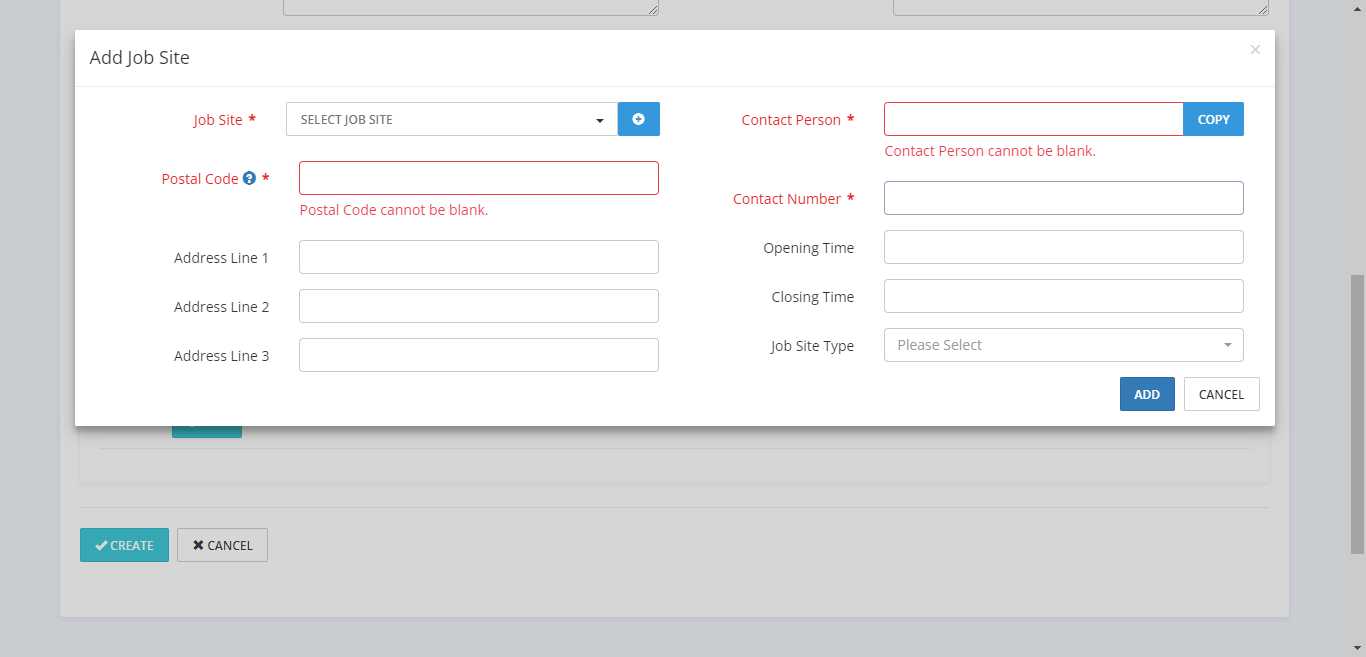 Add Job Site
×
Job Site *
SELECT JOB SITE
Postal Code ? *
Postal Code cannot be blank.
Address Line 1
Address Line 2
Address Line 3
Contact Person *
COPY
Contact Person cannot be blank.
Contact Number *
Opening Time
Closing Time
Job Site Type
Please Select
ADD
CANCEL
CREATE
CANCEL